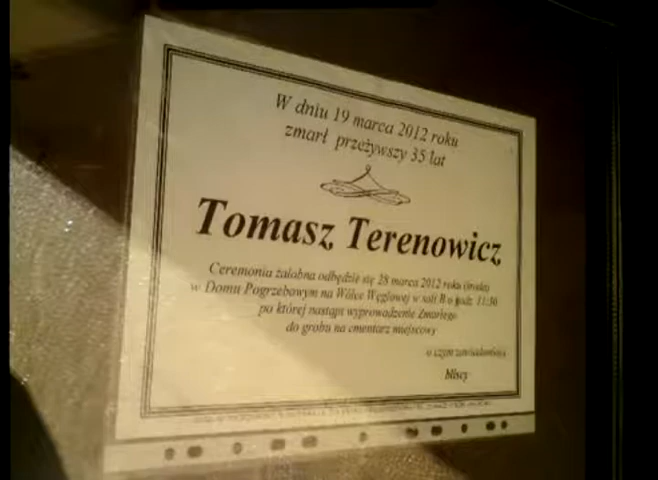 W dniu 19 marca 2012 roku
zmarł przeżywszy 35 lat
Tomasz Terenowicz
Ceremonia żałobna odbędzie się 28 marca 2012 roku (środa)
w Domu Pogrzebowym na Wólce Węglowej w sali B o godz. 11:30
po której nastąpi wyprowadzenie Zmarłego
do grobu na cmentarz miejscowy
o czym zawiadamiają
bliscy